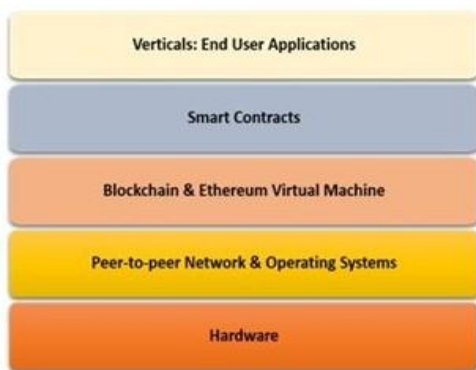 Verticals: End User Applications
Smart Contracts
Blockchain & Ethereum Virtual Machine
Peer-to-peer Network & Operating Systems
Hardware